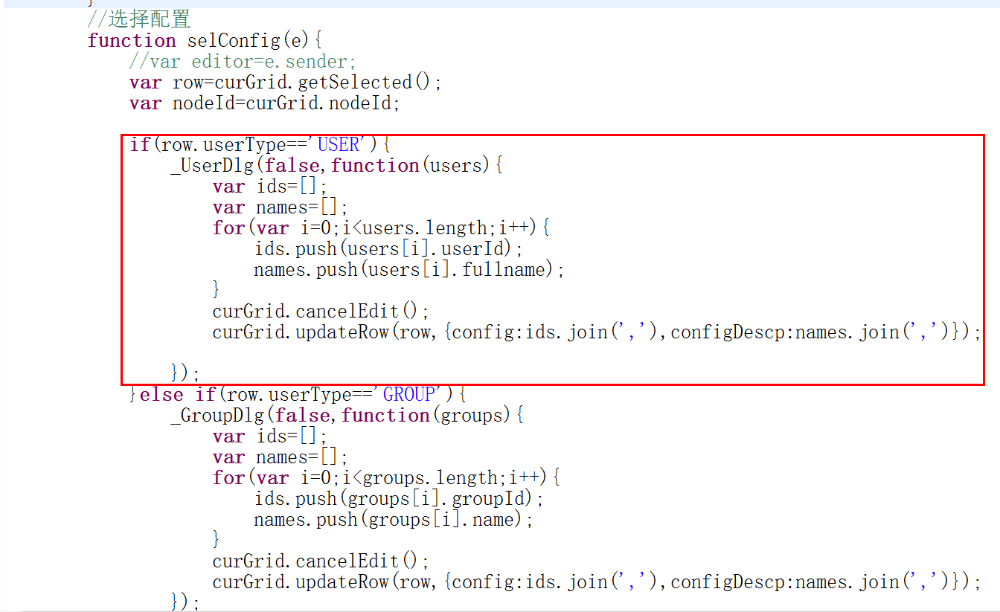 }
//选择配置
function selConfig(e){
//var editor=e.sender;
var row=curGrid.getSelected();
var nodeId=curGrid.nodeId;
if(row.userType=='USER'){
_UserDlg(false,function(users){
var ids=[];
var names=[];
for(var i=0;i<users.length;i++){
ids.push(users[i].userId);
names.push(users[i].fullname);
}
curGrid.cancelEdit();
curGrid.updateRow(row,{config:ids.join(','),configDescp:names.join(',')});
});
}else if(row.userType=='GROUP'){
_GroupDlg(false,function(groups){
var ids=[];
var names=[];
for(var i=0;i<groups.length;i++){
ids.push(groups[i].groupId);
names.push(groups[i].name);
}
curGrid.cancelEdit();
curGrid.updateRow(row,{config:ids.join(','),configDescp:names.join(',')});
});